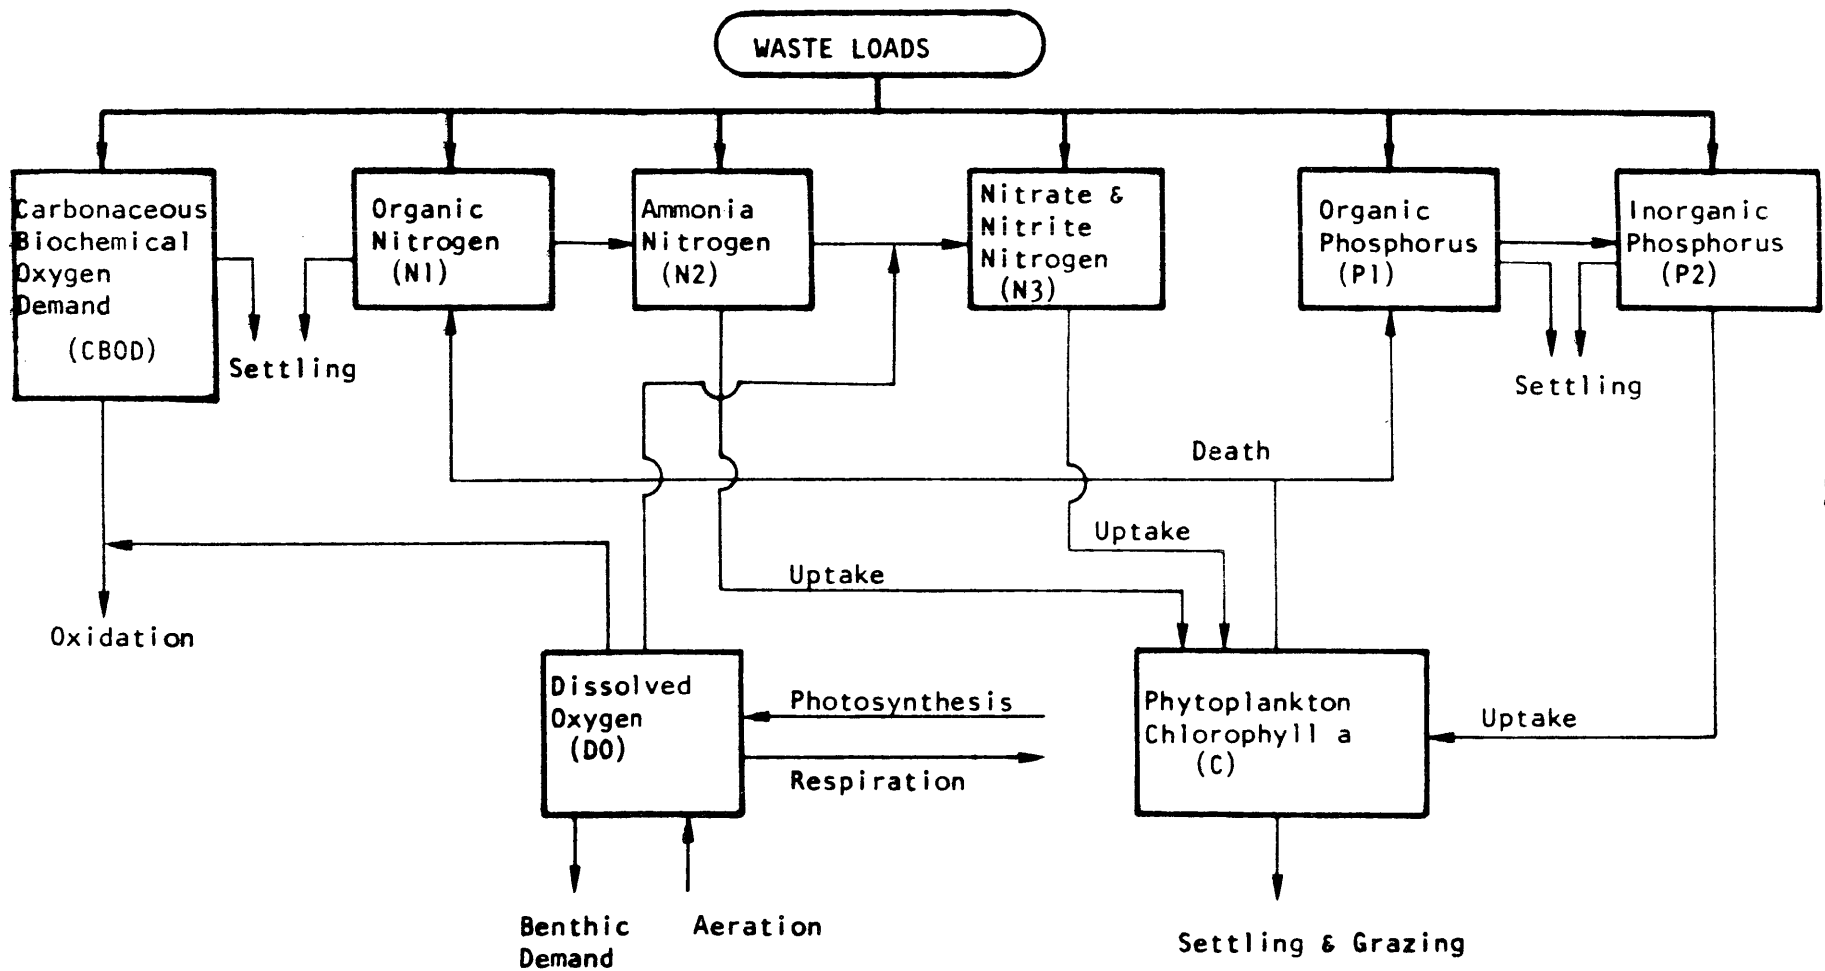 WASTE LOADS
Carbonaceous
Biochemical
Oxygen
Demand
(CBOD)
Organic
Nitrogen
(N1)
Ammonia
Nitrogen
(N2)
Nitrate &
Nitrite
Nitrogen
(N3)
Organic
Phosphorus
(P1)
Inorganic
Phosphorus
(P2)
Settling
Settling
Death
Uptake
Uptake
Oxidation
Dissolved
Oxygen
(DO)
Photosynthesis
Respiration
Phytoplankton
Chlorophyll a
(C)
Uptake
Benthic
Demand
Aeration
Settling & Grazing